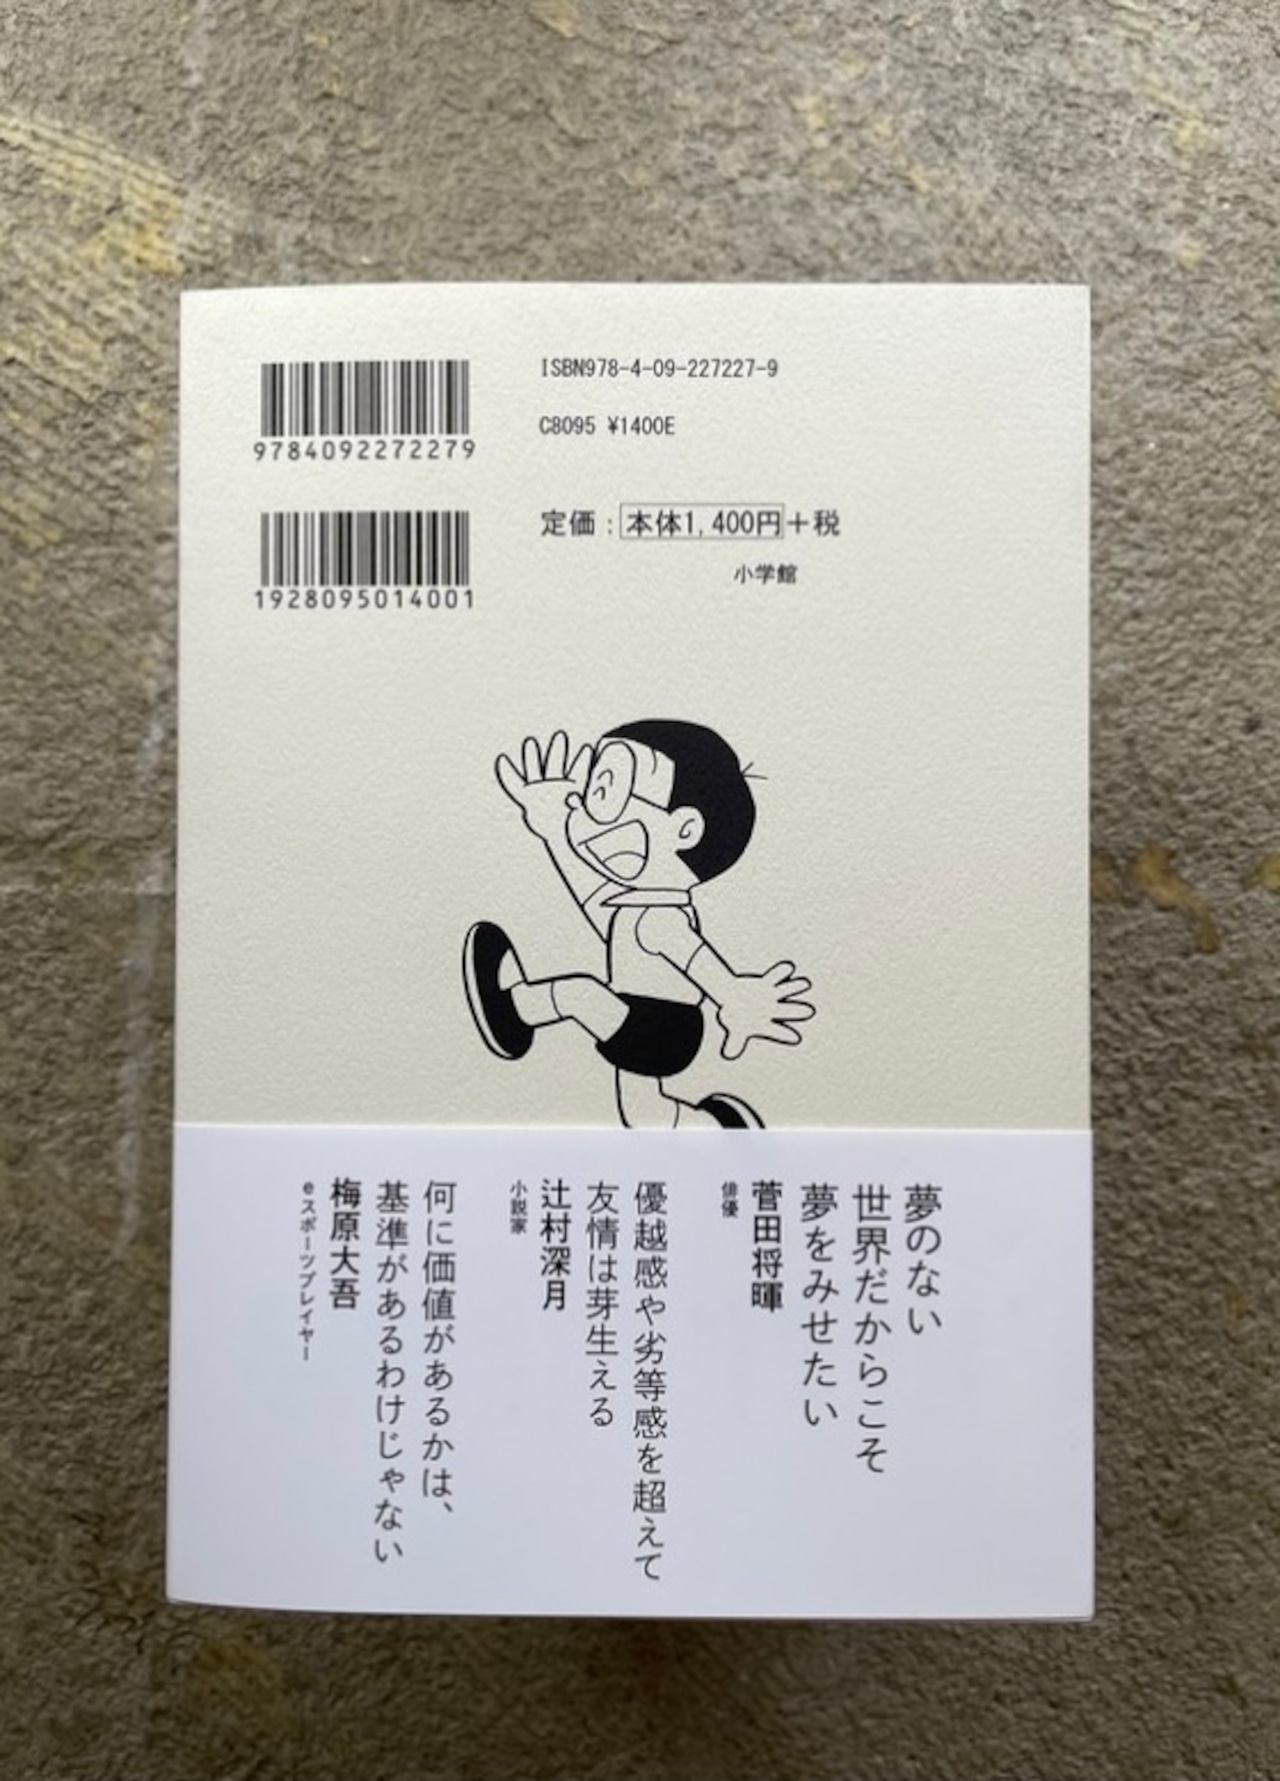 9784092272279
ISBN978-4-09-227227-9
C8095 ¥1400E
1928095014001
定価：本体1,400円＋税
小学館
夢のない
世界だからこそ
夢をみせたい
菅田将暉
俳優
優越感や劣等感を超えて
友情は芽生える
辻村深月
小説家
何に価値があるかは、
基準があるわけじゃない
梅原大吾
eスポーツプレイヤー